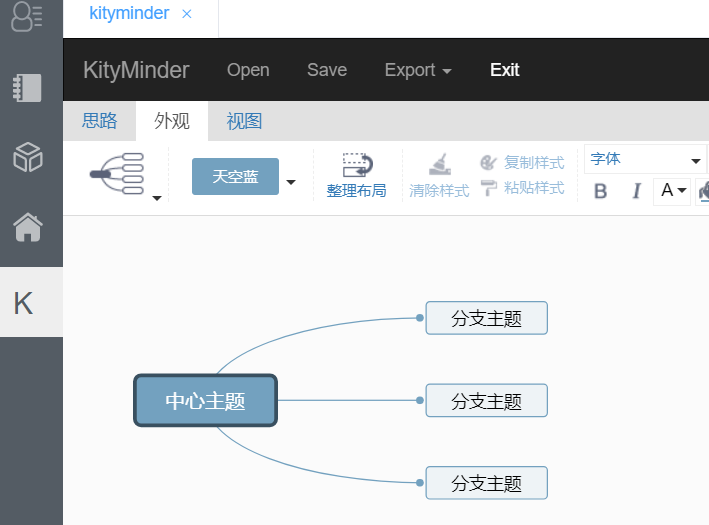 kityminder ×
KityMinder Open Save Export Exit
思路 外观 视图
天空蓝
整理布局
清除样式
复制样式
粘贴样式
字体
B I A
K
分支主题
中心主题
分支主题
分支主题